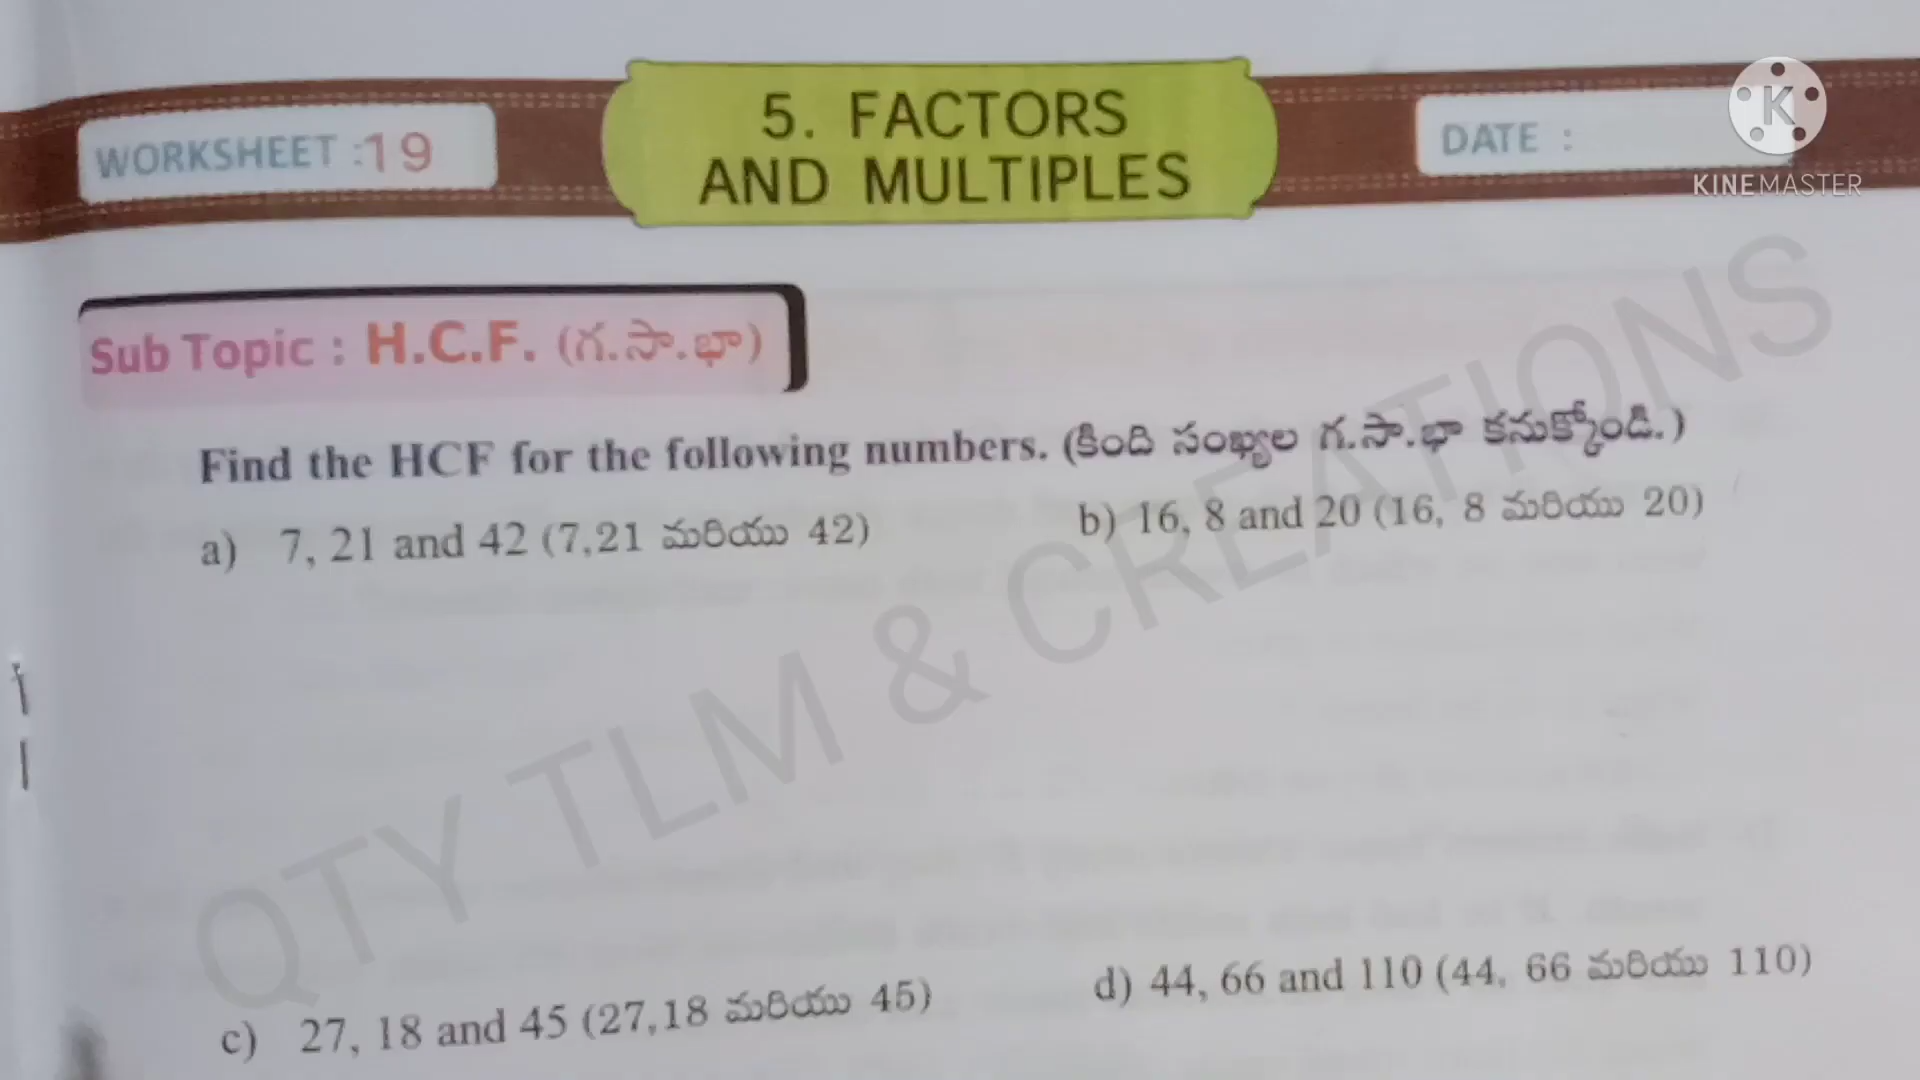 WORKSHEET :19
5. FACTORS
AND MULTIPLES
DATE :
KINEMASTER
Sub Topic : H.C.F. (గ.సా.భా)
Find the HCF for the following numbers. (కింది సంఖ్యల గ.సా.భా కనుక్కోండి.)
a) 7, 21 and 42 (7,21 మరియు 42)
b) 16, 8 and 20 (16, 8 మరియు 20)
QTY TLM & CREATIONS
c) 27, 18 and 45 (27,18 మరియు 45)
d) 44, 66 and 110 (44, 66 మరియు 110)